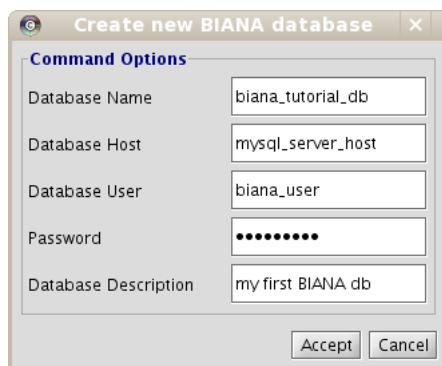 Create new BIANA database
Command Options
Database Name biana_tutorial_db
Database Host mysql_server_host
Database User biana_user
Password •••••••••
Database Description my first BIANA db
Accept Cancel